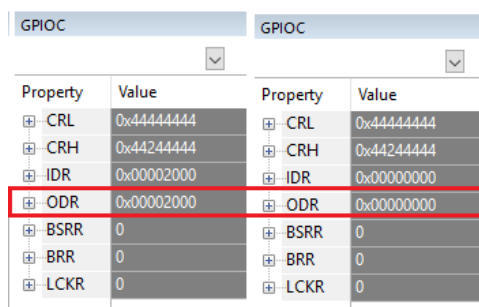 GPIOC
Property Value
CRL 0x44444444
CRH 0x44244444
IDR 0x00002000
ODR 0x00002000
BSRR 0
BRR 0
LCKR 0
GPIOC
Property Value
CRL 0x44444444
CRH 0x44244444
IDR 0x00000000
ODR 0x00000000
BSRR 0
BRR 0
LCKR 0